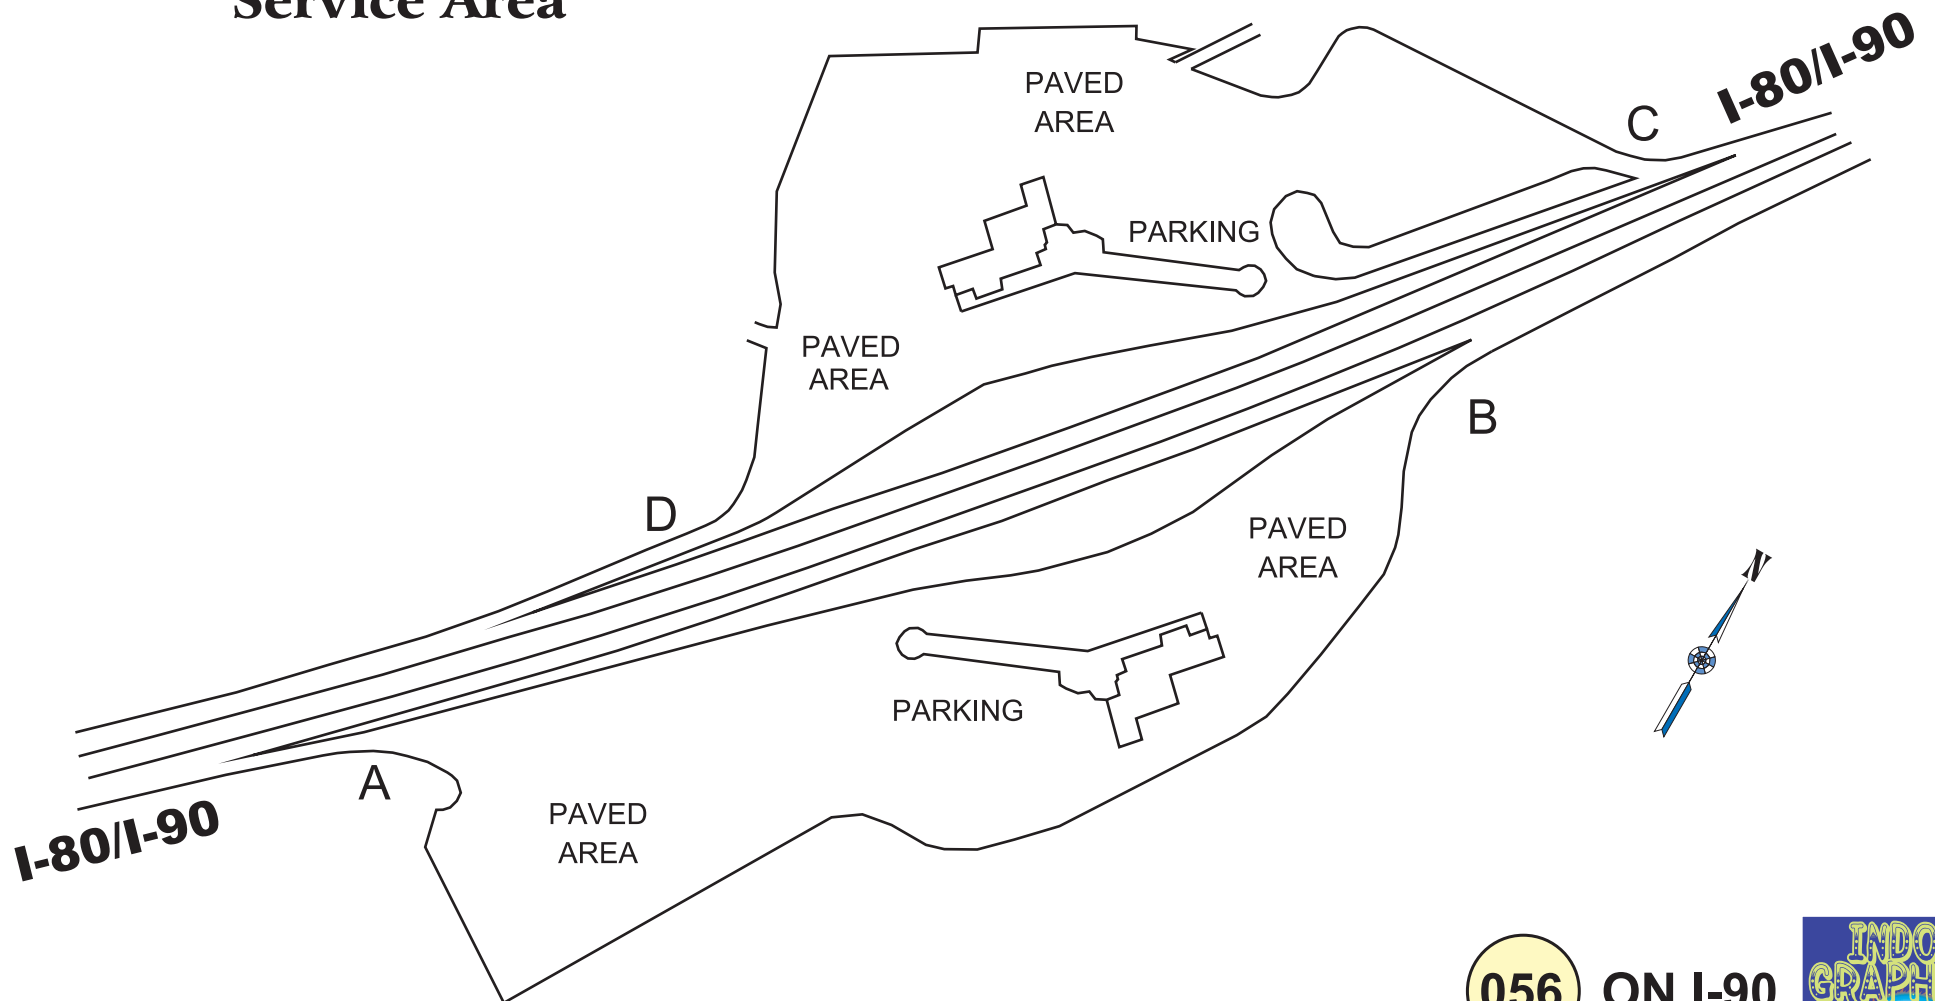 Service Area
I-80/I-90
C
PAVED
AREA
PARKING
PAVED
AREA
B
D
PAVED
AREA
N
PARKING
A
PAVED
AREA
I-80/I-90
056 ON I-90
INDO
GRAPH